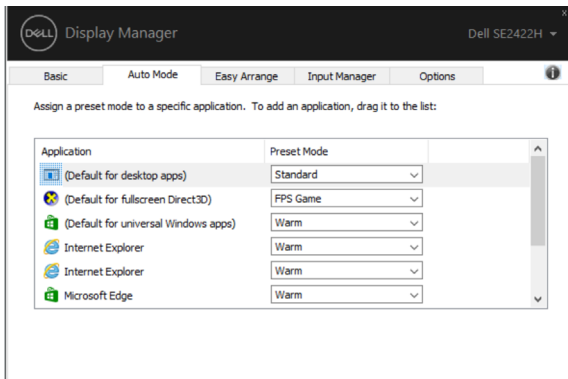 x
DELL Display Manager
Dell SE2422H
Basic Auto Mode Easy Arrange Input Manager Options
Assign a preset mode to a specific application. To add an application, drag it to the list:
Application Preset Mode
(Default for desktop apps) Standard
(Default for fullscreen Direct3D) FPS Game
(Default for universal Windows apps) Warm
Internet Explorer Warm
Internet Explorer Warm
Microsoft Edge Warm